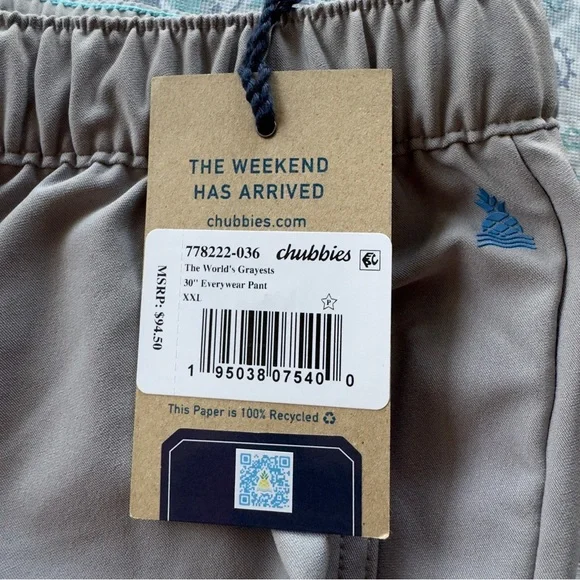 THE WEEKEND
HAS ARRIVED
chubbies.com
778222-036 chubbies
The World's Grayests
30" Everywear Pant
XXL
P
MSRP: $94.50
1 95038 07540 0
This Paper is 100% Recycled